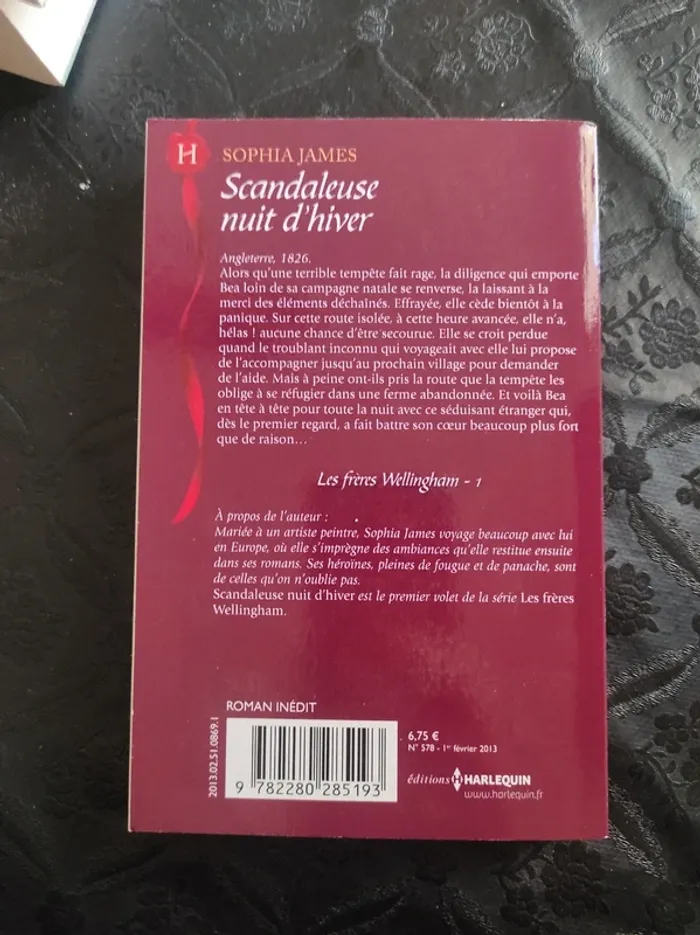 H SOPHIA JAMES
Scandaleuse
nuit d'hiver
Angleterre, 1826.
Alors qu'une terrible tempête fait rage, la diligence qui emporte
Bea loin de sa campagne natale se renverse, la laissant à la
merci des éléments déchaînés. Effrayée, elle cède bientôt à la
panique. Sur cette route isolée, à cette heure avancée, elle n'a,
hélas ! aucune chance d'être secourue. Elle se croit perdue
quand le troublant inconnu qui voyageait avec elle lui propose
de l'accompagner jusqu'au prochain village pour demander
de l'aide. Mais à peine ont-ils pris la route que la tempête les
oblige à se réfugier dans une ferme abandonnée. Et voilà Bea
en tête à tête pour toute la nuit avec ce séduisant étranger qui,
dès le premier regard, a fait battre son cœur beaucoup plus fort
que de raison…
Les frères Wellingham - 1
À propos de l'auteur :
Mariée à un artiste peintre, Sophia James voyage beaucoup avec lui
en Europe, où elle s'imprègne des ambiances qu'elle restitue ensuite
dans ses romans. Ses héroïnes, pleines de fougue et de panache, sont
de celles qu'on n'oublie pas.
Scandaleuse nuit d'hiver est le premier volet de la série Les frères
Wellingham.
ROMAN INÉDIT
2013.02.51.0869.1
9 782280 285193
6,75 €
N° 578 - 1er février 2013
éditions H HARLEQUIN
www.harlequin.fr